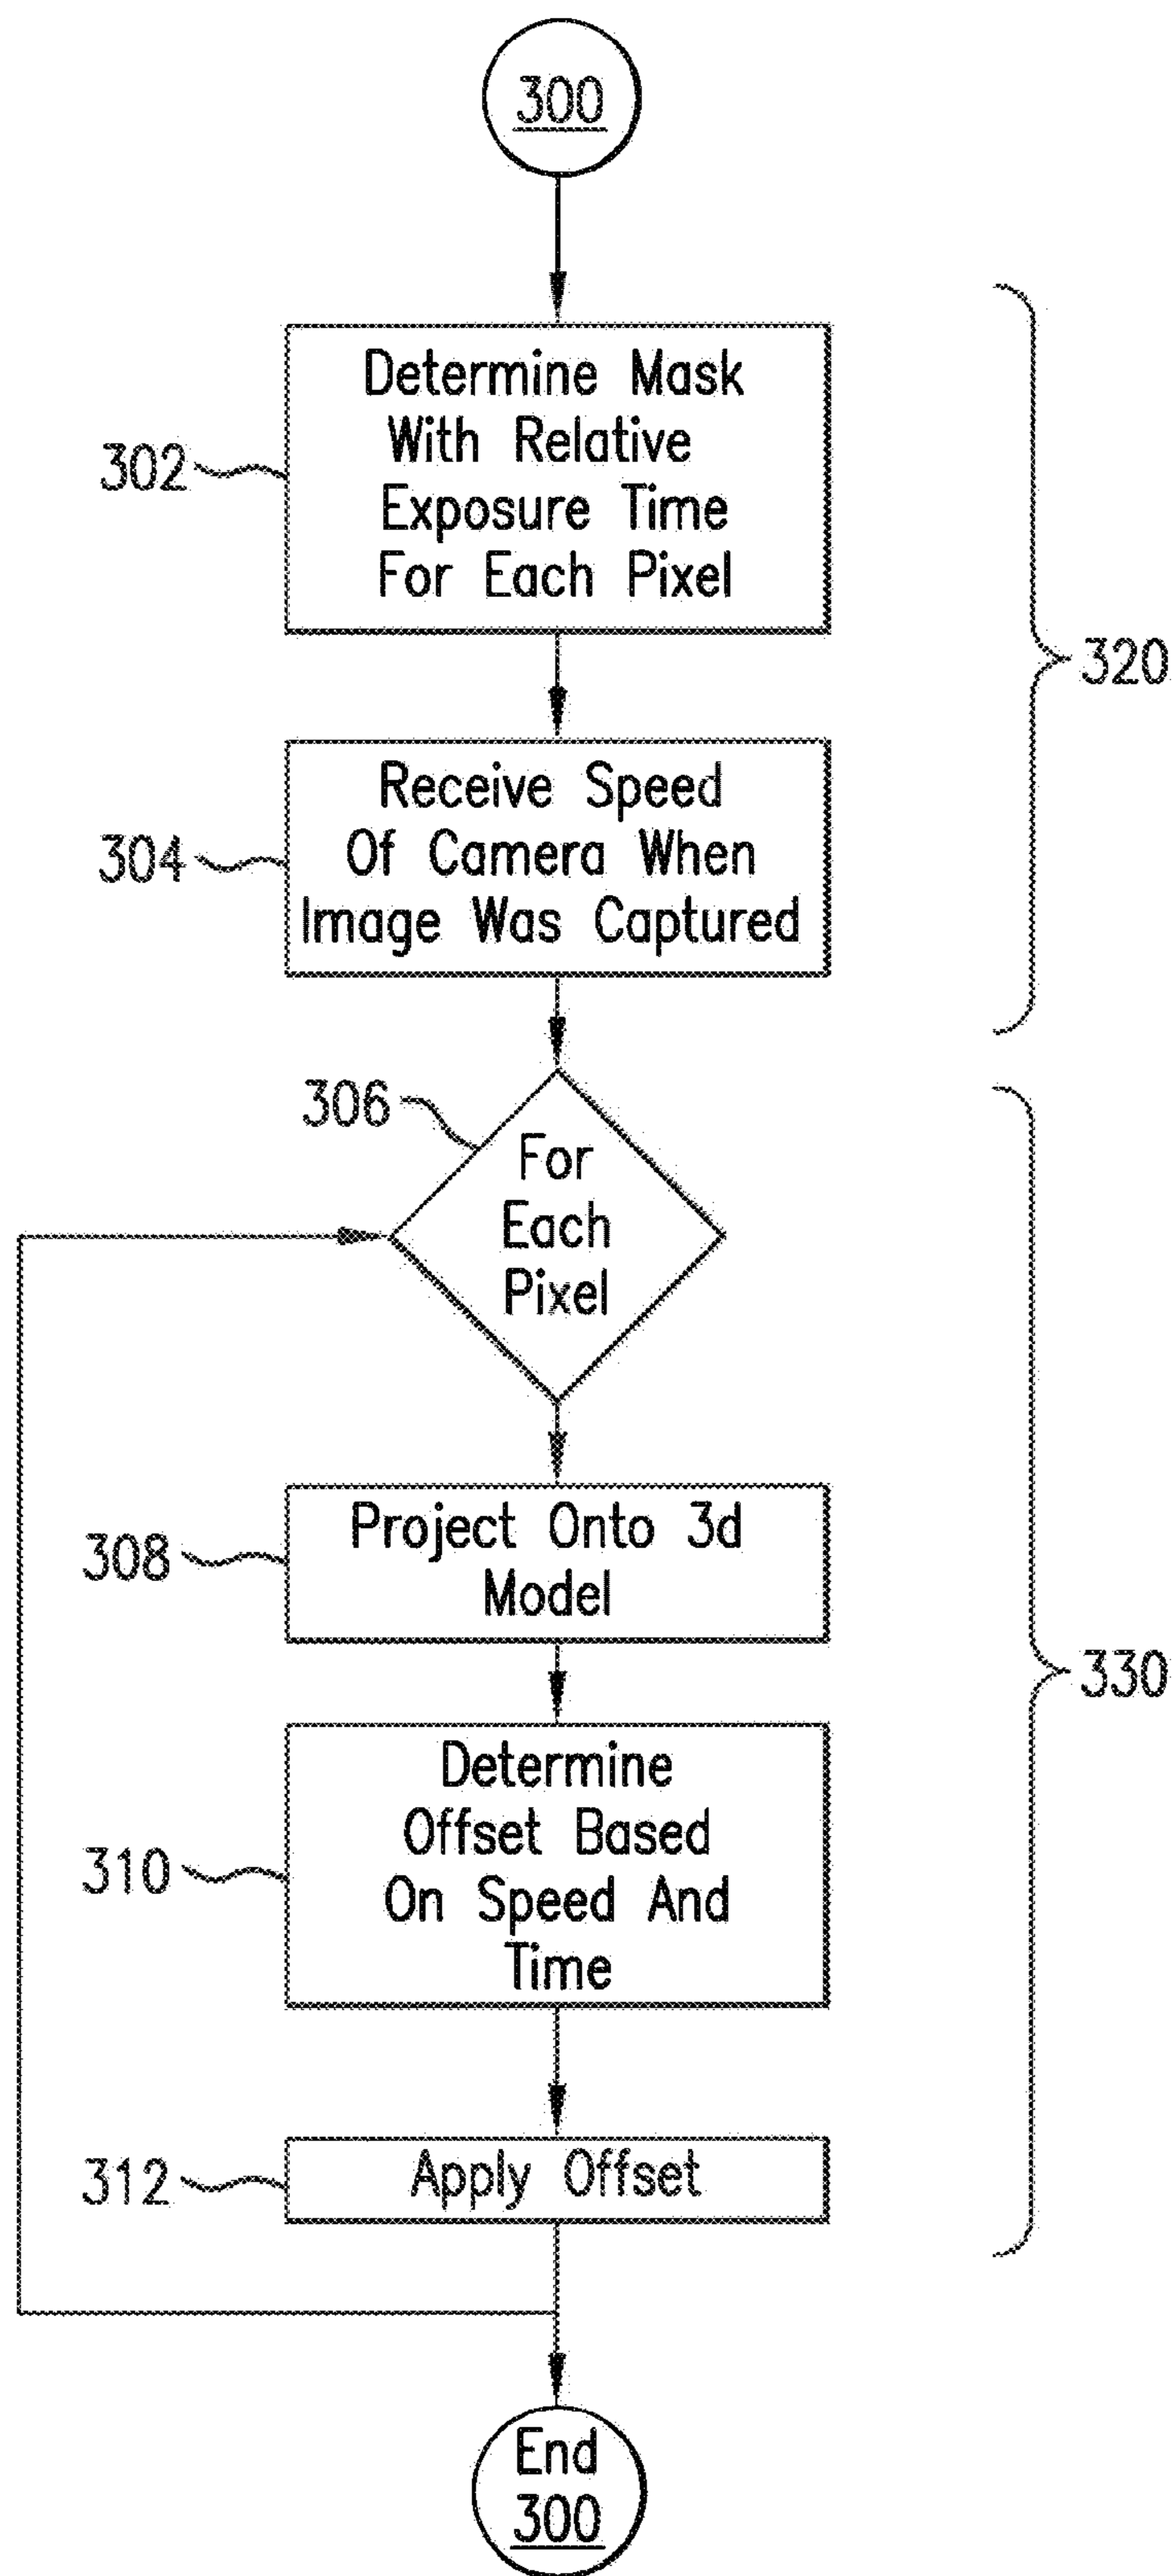 300
Determine Mask
With Relative
Exposure Time
For Each Pixel
302
320
Receive Speed
Of Camera When
Image Was Captured
304
306
For
Each
Pixel
Project Onto 3d
Model
308
330
Determine
Offset Based
On Speed And
Time
310
Apply Offset
312
End
300